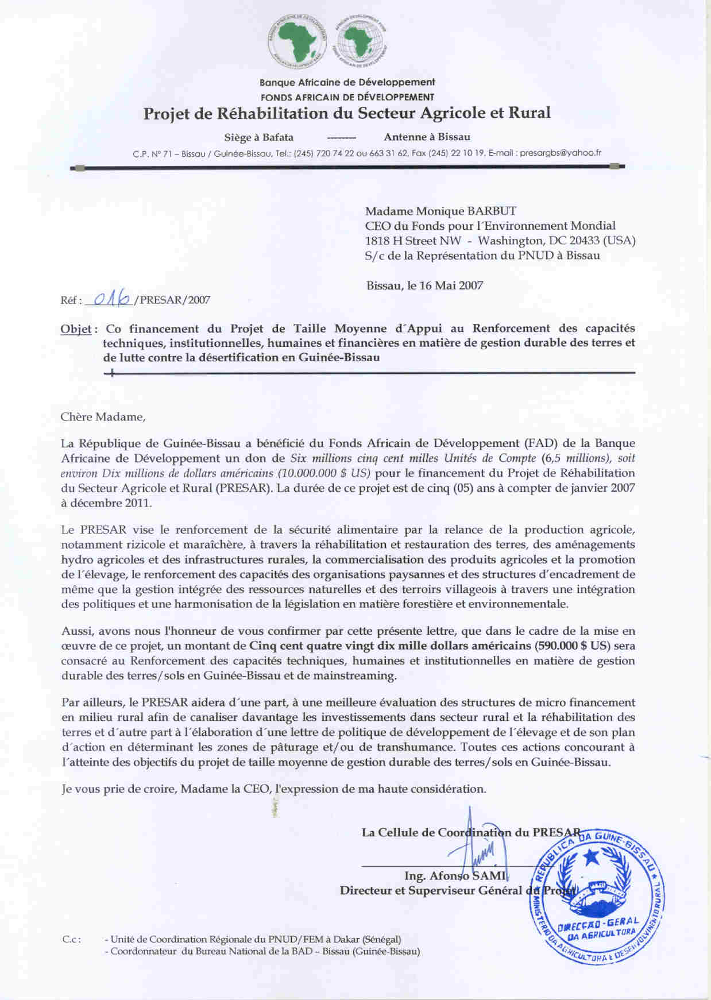 BANQUE AFRICAINE DE DEVELOPPEMENT
AFRICAN DEVELOPMENT BANK
AFRICAN DEVELOPMENT FUND
FONDS AFRICAIN DE DEVELOPPEMENT
Banque Africaine de Développement
FONDS AFRICAIN DE DÉVELOPPEMENT
Projet de Réhabilitation du Secteur Agricole et Rural
Siège à Bafata -------- Antenne à Bissau
C.P. Nº 71 – Bissau / Guinée-Bissau, Tel.: (245) 720 74 22 ou 663 31 62, Fax (245) 22 10 19, E-mail : presargbs@yahoo.fr
Madame Monique BARBUT
CEO du Fonds pour l´Environnement Mondial
1818 H Street NW - Washington, DC 20433 (USA)
S/c de la Représentation du PNUD à Bissau
Bissau, le 16 Mai 2007
Réf : 016 /PRESAR/2007
Objet : Co financement du Projet de Taille Moyenne d´Appui au Renforcement des capacités
techniques, institutionnelles, humaines et financières en matière de gestion durable des terres et
de lutte contre la désertification en Guinée-Bissau
Chère Madame,
La République de Guinée-Bissau a bénéficié du Fonds Africain de Développement (FAD) de la Banque
Africaine de Développement un don de Six millions cinq cent milles Unités de Compte (6,5 millions), soit
environ Dix millions de dollars américains (10.000.000 $ US) pour le financement du Projet de Réhabilitation
du Secteur Agricole et Rural (PRESAR). La durée de ce projet est de cinq (05) ans à compter de janvier 2007
à décembre 2011.
Le PRESAR vise le renforcement de la sécurité alimentaire par la relance de la production agricole,
notamment rizicole et maraîchère, à travers la réhabilitation et restauration des terres, des aménagements
hydro agricoles et des infrastructures rurales, la commercialisation des produits agricoles et la promotion
de l´élevage, le renforcement des capacités des organisations paysannes et des structures d’encadrement de
même que la gestion intégrée des ressources naturelles et des terroirs villageois à travers une intégration
des politiques et une harmonisation de la législation en matière forestière et environnementale.
Aussi, avons nous l'honneur de vous confirmer par cette présente lettre, que dans le cadre de la mise en
œuvre de ce projet, un montant de Cinq cent quatre vingt dix mille dollars américains (590.000 $ US) sera
consacré au Renforcement des capacités techniques, humaines et institutionnelles en matière de gestion
durable des terres/sols en Guinée-Bissau et de mainstreaming.
Par ailleurs, le PRESAR aidera d´une part, à une meilleure évaluation des structures de micro financement
en milieu rural afin de canaliser davantage les investissements dans secteur rural et la réhabilitation des
terres et d´autre part à l´élaboration d´une lettre de politique de développement de l´élevage et de son plan
d´action en déterminant les zones de pâturage et/ou de transhumance. Toutes ces actions concourant à
l´atteinte des objectifs du projet de taille moyenne de gestion durable des terres/sols en Guinée-Bissau.
Je vous prie de croire, Madame la CEO, l'expression de ma haute considération.
La Cellule de Coordination du PRESAR
Ing. Afonso SAMI
Directeur et Superviseur Général du Projet
REPUBLICA DA GUINE-BISSAU
MINISTERIO DA AGRICULTORA E DESENVOLVINENTO RURAL
DIRECÇAO - GERAL
DA AGRICULTORA
C.c : - Unité de Coordination Régionale du PNUD/FEM à Dakar (Sénégal)
- Coordonnateur du Bureau National de la BAD – Bissau (Guinée-Bissau)